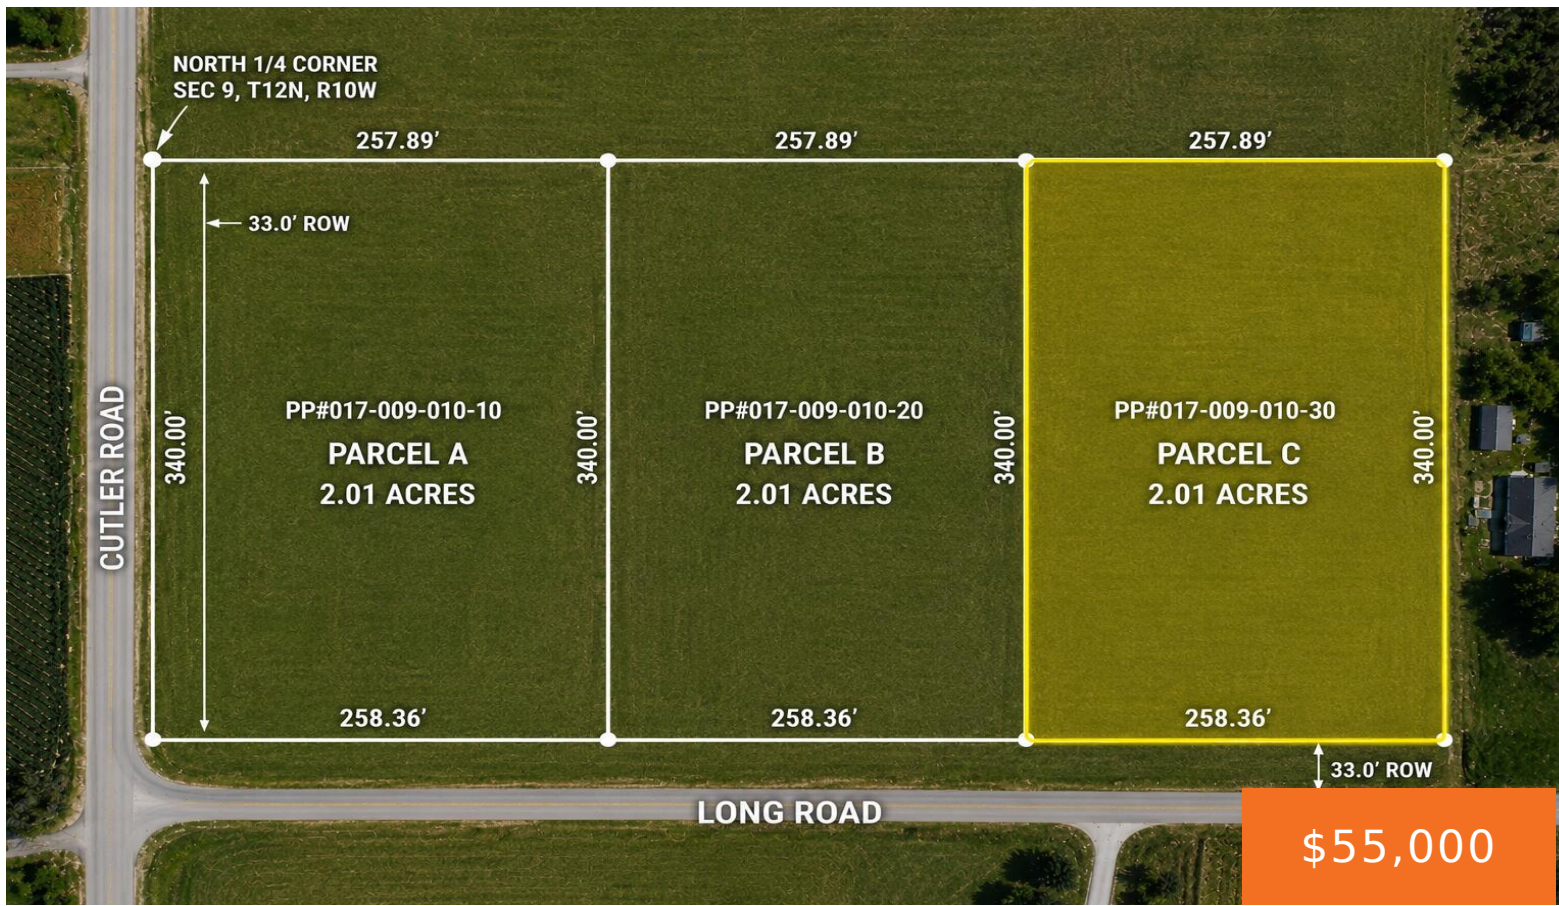 NORTH 1/4 CORNER
SEC 9, T12N, R10W
257.89’
257.89’
257.89’
33.0’ ROW
CUTLER ROAD
340.00’
PP#017-009-010-10
PARCEL A
2.01 ACRES
340.00’
PP#017-009-010-20
PARCEL B
2.01 ACRES
340.00’
PP#017-009-010-30
PARCEL C
2.01 ACRES
340.00’
258.36’
258.36’
258.36’
33.0’ ROW
LONG ROAD
$55,000